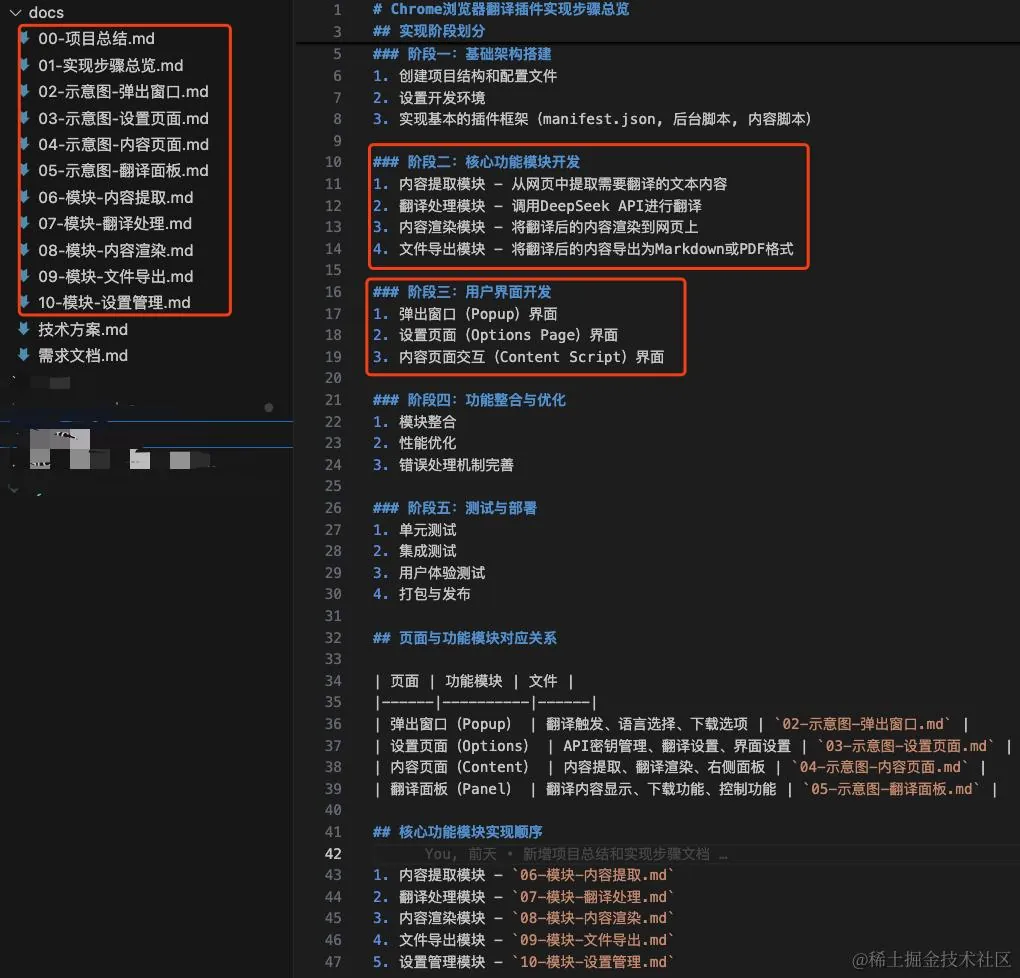 docs
00-项目总结.md
01-实现步骤总览.md
02-示意图-弹出窗口.md
03-示意图-设置页面.md
04-示意图-内容页面.md
05-示意图-翻译面板.md
06-模块-内容提取.md
07-模块-翻译处理.md
08-模块-内容渲染.md
09-模块-文件导出.md
10-模块-设置管理.md
技术方案.md
需求文档.md
1 # Chrome浏览器翻译插件实现步骤总览
3 ## 实现阶段划分
5 ### 阶段一：基础架构搭建
6 1. 创建项目结构和配置文件
7 2. 设置开发环境
8 3. 实现基本的插件框架（manifest.json, 后台脚本, 内容脚本）
9
10 ### 阶段二：核心功能模块开发
11 1. 内容提取模块 - 从网页中提取需要翻译的文本内容
12 2. 翻译处理模块 - 调用DeepSeek API进行翻译
13 3. 内容渲染模块 - 将翻译后的内容渲染到网页上
14 4. 文件导出模块 - 将翻译后的内容导出为Markdown或PDF格式
15
16 ### 阶段三：用户界面开发
17 1. 弹出窗口（Popup）界面
18 2. 设置页面（Options Page）界面
19 3. 内容页面交互（Content Script）界面
20
21 ### 阶段四：功能整合与优化
22 1. 模块整合
23 2. 性能优化
24 3. 错误处理机制完善
25
26 ### 阶段五：测试与部署
27 1. 单元测试
28 2. 集成测试
29 3. 用户体验测试
30 4. 打包与发布
31
32 ## 页面与功能模块对应关系
33
34 | 页面 | 功能模块 | 文件 |
35 |------|----------|------|
36 | 弹出窗口（Popup） | 翻译触发、语言选择、下载选项 | `02-示意图-弹出窗口.md` |
37 | 设置页面（Options） | API密钥管理、翻译设置、界面设置 | `03-示意图-设置页面.md` |
38 | 内容页面（Content） | 内容提取、翻译渲染、右侧面板 | `04-示意图-内容页面.md` |
39 | 翻译面板（Panel） | 翻译内容显示、下载功能、控制功能 | `05-示意图-翻译面板.md` |
40
41 ## 核心功能模块实现顺序
42 You, 前天 • 新增项目总结和实现步骤文档 …
43 1. 内容提取模块 - `06-模块-内容提取.md`
44 2. 翻译处理模块 - `07-模块-翻译处理.md`
45 3. 内容渲染模块 - `08-模块-内容渲染.md`
46 4. 文件导出模块 - `09-模块-文件导出.md`
47 5. 设置管理模块 - `10-模块-设置管理.md`
@稀土掘金技术社区